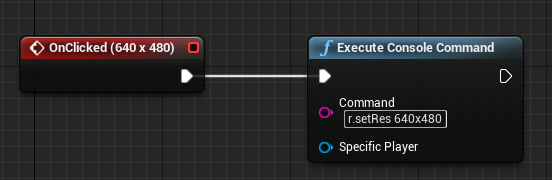 OnClicked (640 x 480)
f Execute Console Command
Command
r.setRes 640x480
Specific Player